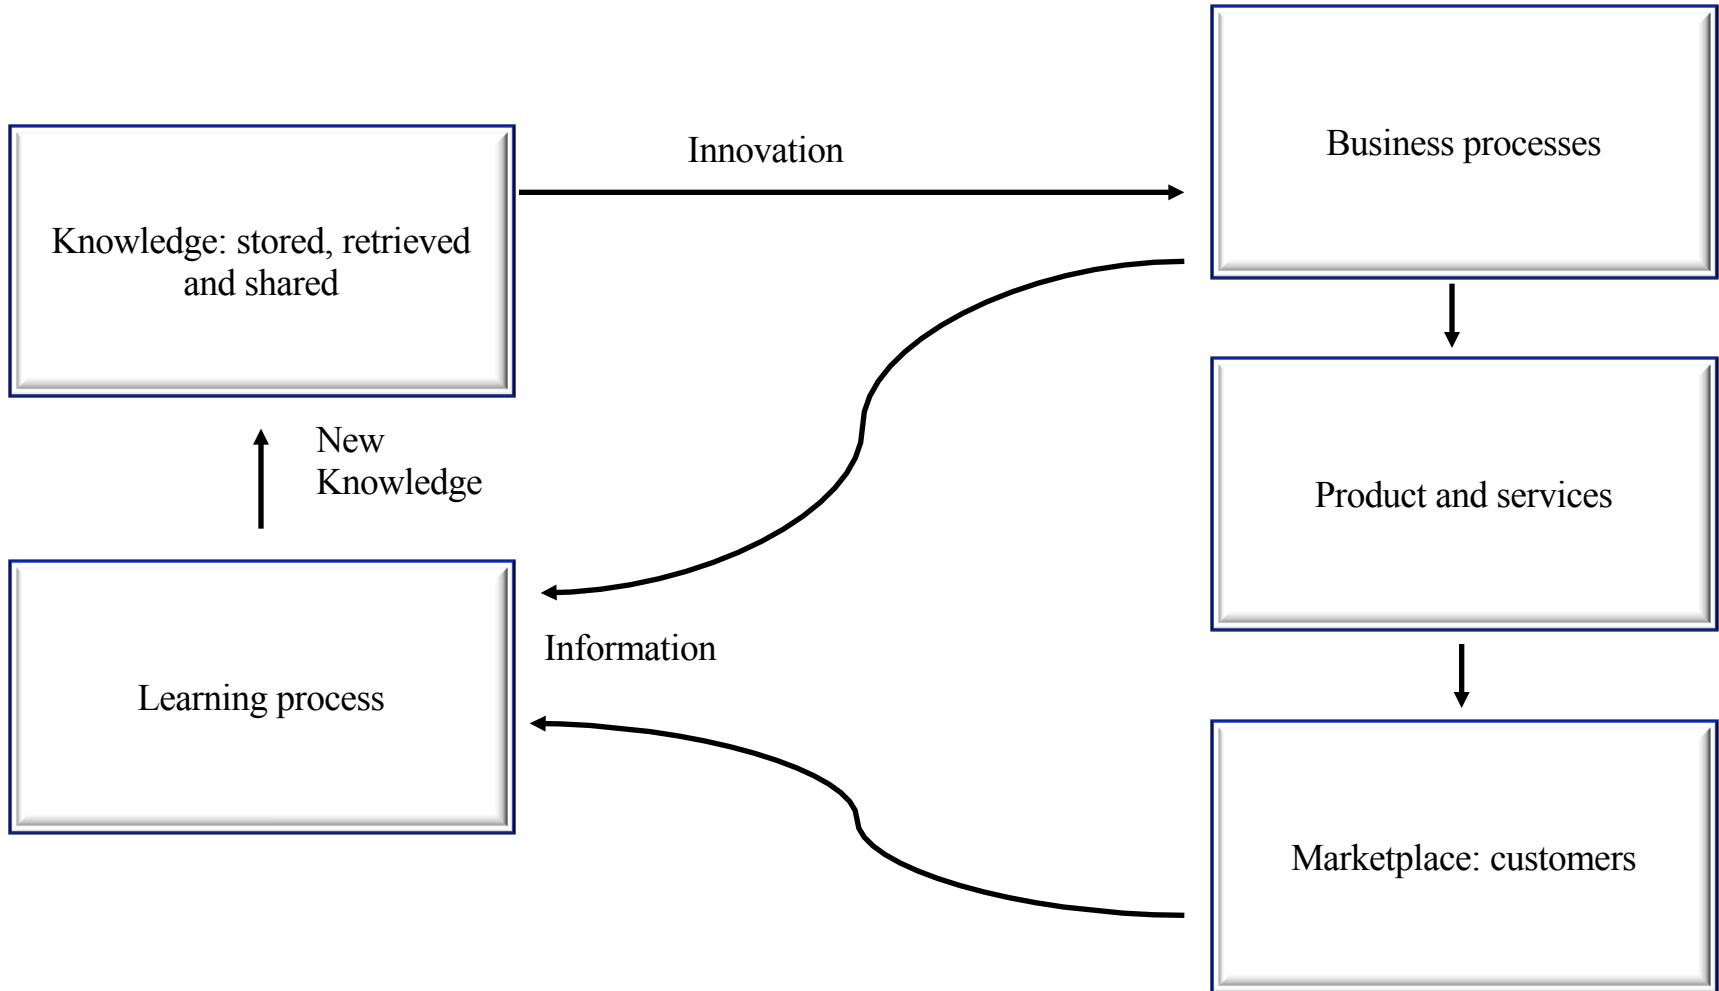 Business processes
Innovation
Knowledge: stored, retrieved
and shared
New
Knowledge
Product and services
Information
Learning process
Marketplace: customers